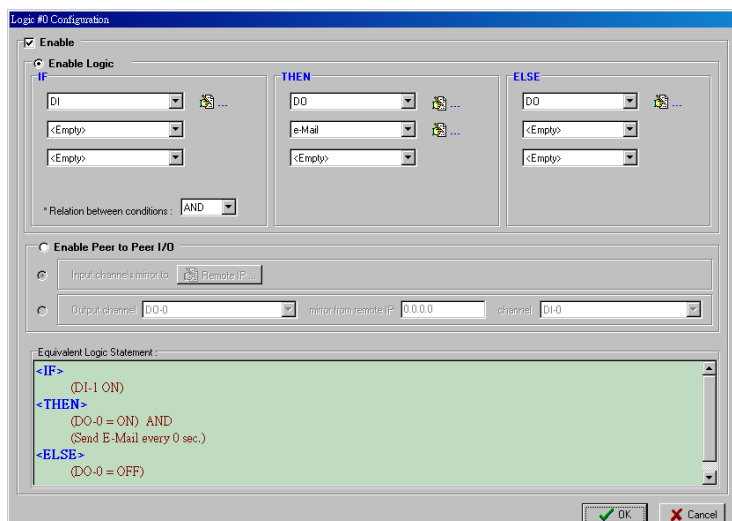 Logic #0 Configuration
Enable
Enable Logic
IF
DI
...
<Empty>
<Empty>
* Relation between conditions : AND
THEN
DO
...
e-Mail
...
<Empty>
ELSE
DO
...
<Empty>
<Empty>
Enable Peer to Peer I/O
Input channels mirror to Remote IP ...
Output channel DO-0 mirror from remote IP 0.0.0.0 channel DI-0
Equivalent Logic Statement :
<IF>
(DI-1 ON)
<THEN>
(DO-0 = ON) AND
(Send E-Mail every 0 sec.)
<ELSE>
(DO-0 = OFF)
OK Cancel